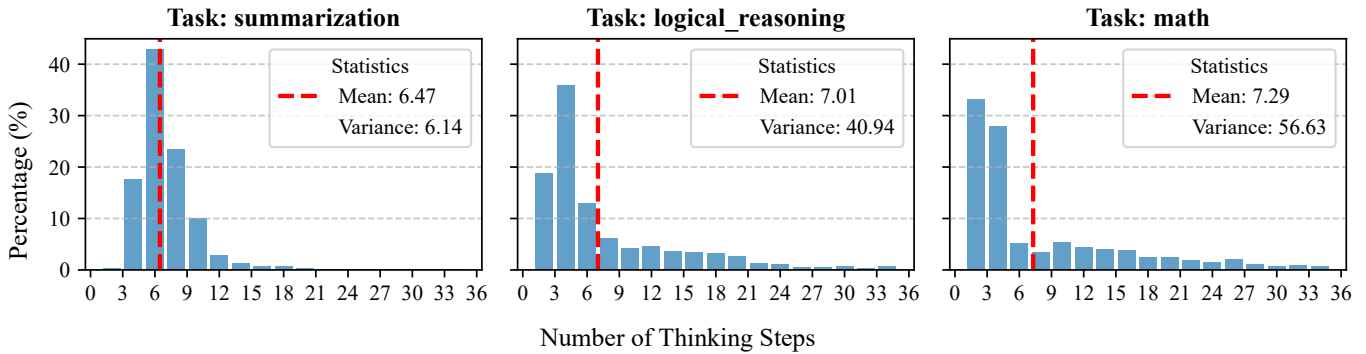 Task: summarization
Task: logical_reasoning
Task: math
Percentage (%)
40
30
20
10
0
Statistics
Mean: 6.47
Variance: 6.14
0 3 6 9 12 15 18 21 24 27 30 33 36
Statistics
Mean: 7.01
Variance: 40.94
0 3 6 9 12 15 18 21 24 27 30 33 36
Statistics
Mean: 7.29
Variance: 56.63
0 3 6 9 12 15 18 21 24 27 30 33 36
Number of Thinking Steps